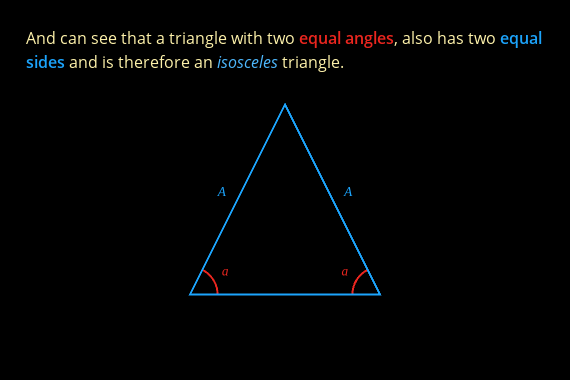 And can see that a triangle with two equal angles, also has two equal
sides and is therefore an isosceles triangle.
A A
a a